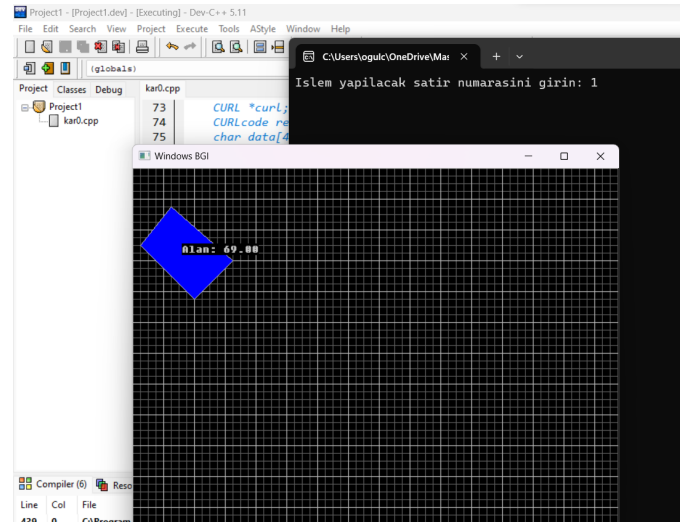 Project1 - [Project1.dev] - [Executing] - Dev-C++ 5.11
File Edit Search View Project Execute Tools AStyle Window Help
(globals)
C:\Users\ogulc\OneDrive\Mas
Islem yapilacak satir numarasini girin: 1
Project Classes Debug
kar0.cpp
Project1
kar0.cpp
73 CURL *curl;
74 CURLcode re
75 char data[4
Windows BGI
Alan: 69.00
Compiler (6) Reso
Line Col File
439 0 C:\Program